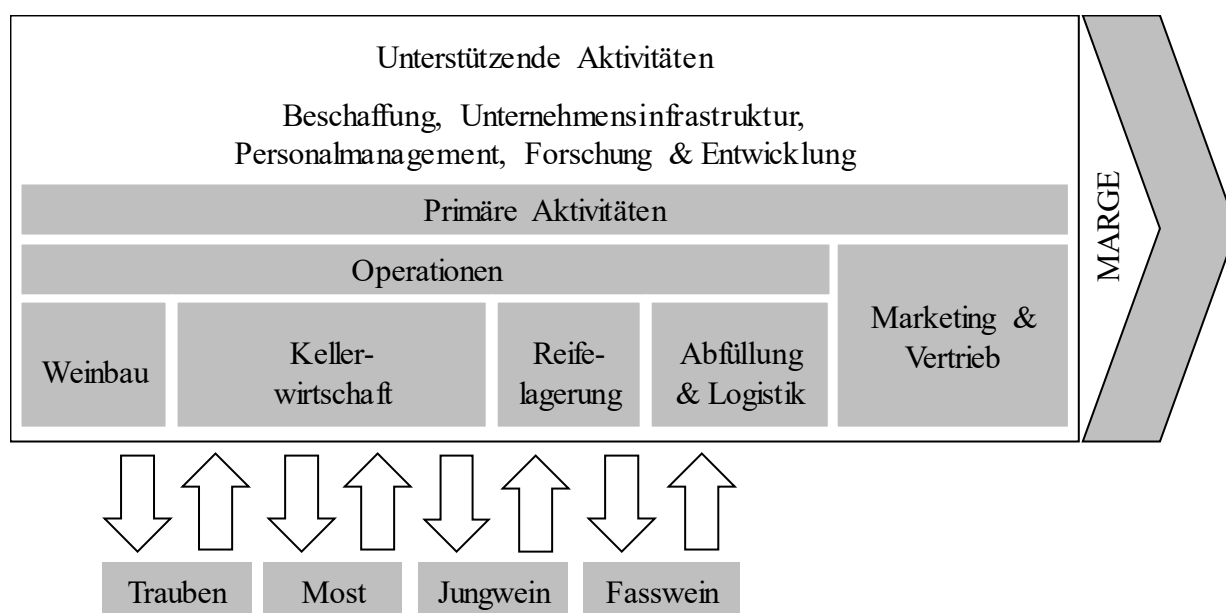 Unterstützende Aktivitäten
Beschaffung, Unternehmensinfrastruktur,
Personalmanagement, Forschung & Entwicklung
Primäre Aktivitäten
Operationen
Weinbau
Keller-
wirtschaft
Reife-
lagerung
Abfüllung
& Logistik
Marketing &
Vertrieb
MARGE
Trauben
Most
Jungwein
Fasswein